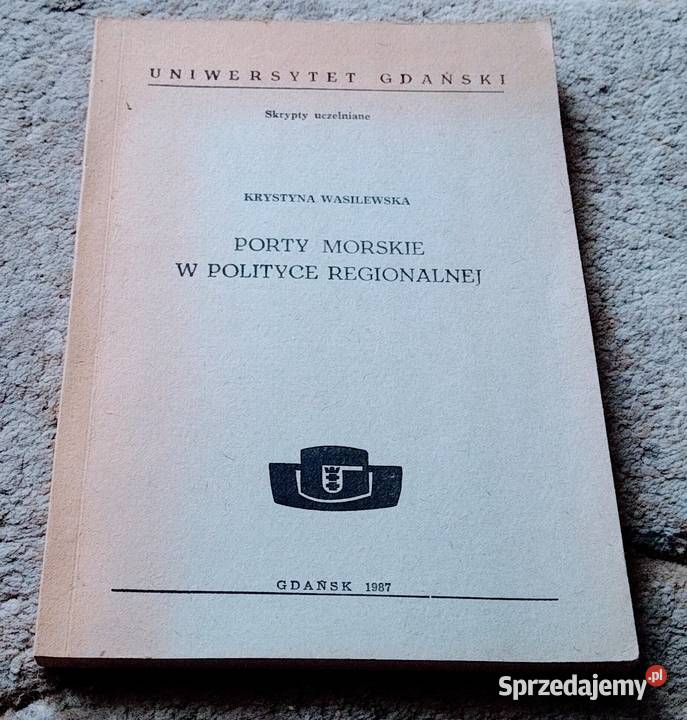 UNIWERSYTET GDAŃSKI
Skrypty uczelniane
KRYSTYNA WASILEWSKA
PORTY MORSKIE
W POLITYCE REGIONALNEJ
GDAŃSK 1987
Sprzedajemy.pl